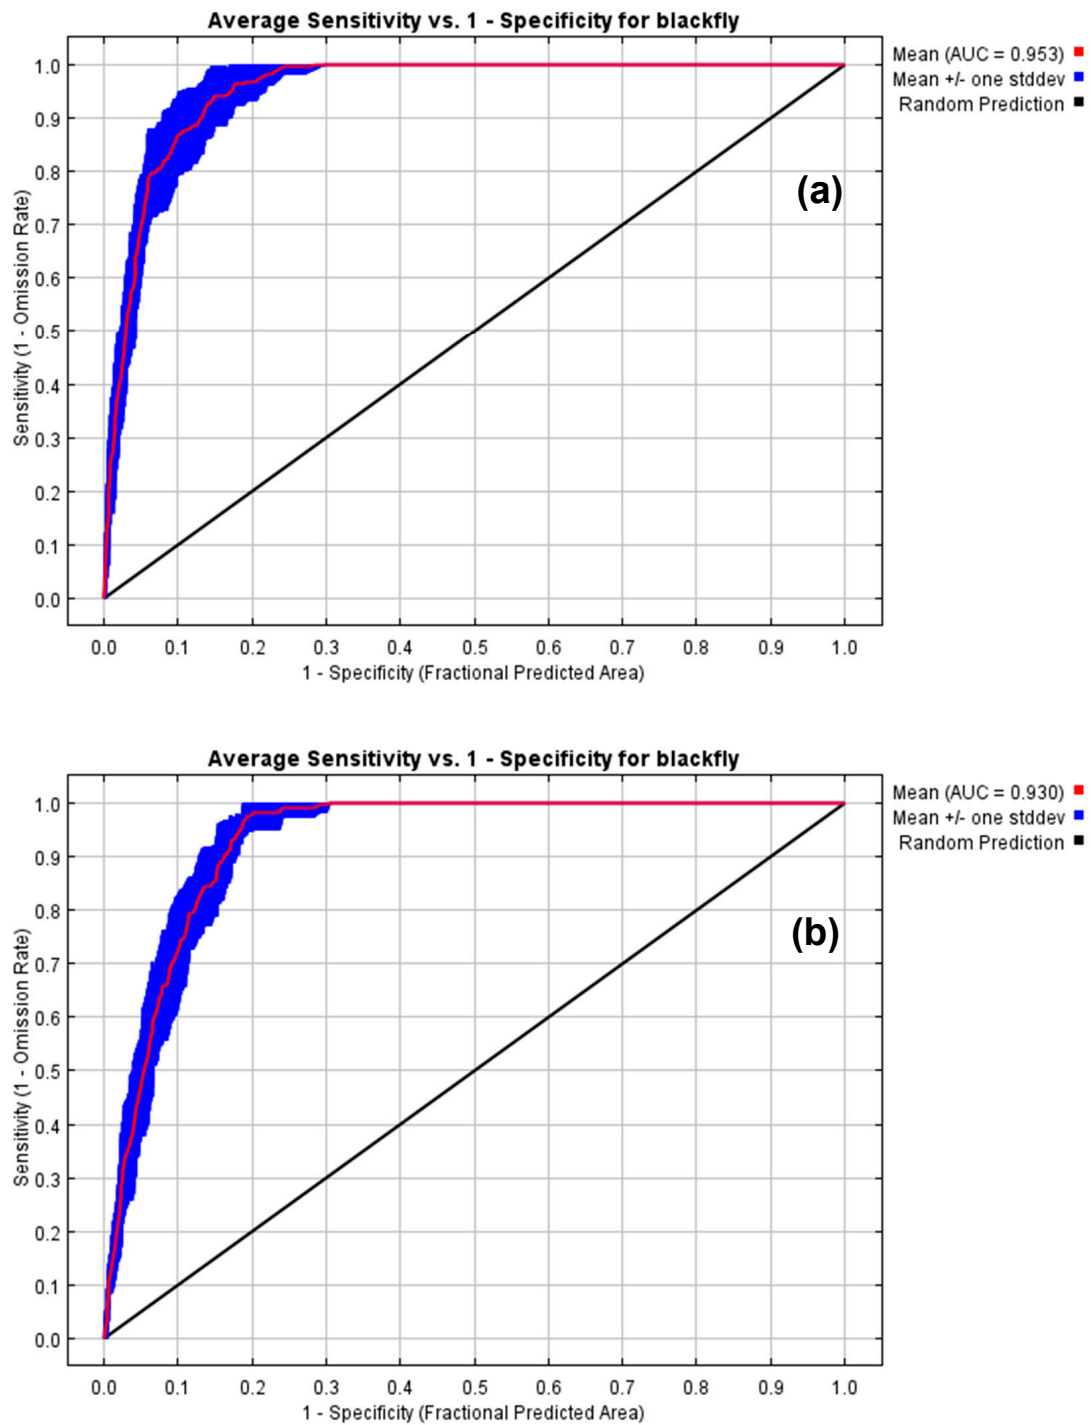 Average Sensitivity vs. 1 - Specificity for blackfly
Mean (AUC = 0.953)
Mean +/- one stddev
Random Prediction
(a)
Sensitivity (1 - Omission Rate)
1.0
0.9
0.8
0.7
0.6
0.5
0.4
0.3
0.2
0.1
0.0
0.0 0.1 0.2 0.3 0.4 0.5 0.6 0.7 0.8 0.9 1.0
1 - Specificity (Fractional Predicted Area)
Average Sensitivity vs. 1 - Specificity for blackfly
Mean (AUC = 0.930)
Mean +/- one stddev
Random Prediction
(b)
Sensitivity (1 - Omission Rate)
1.0
0.9
0.8
0.7
0.6
0.5
0.4
0.3
0.2
0.1
0.0
0.0 0.1 0.2 0.3 0.4 0.5 0.6 0.7 0.8 0.9 1.0
1 - Specificity (Fractional Predicted Area)